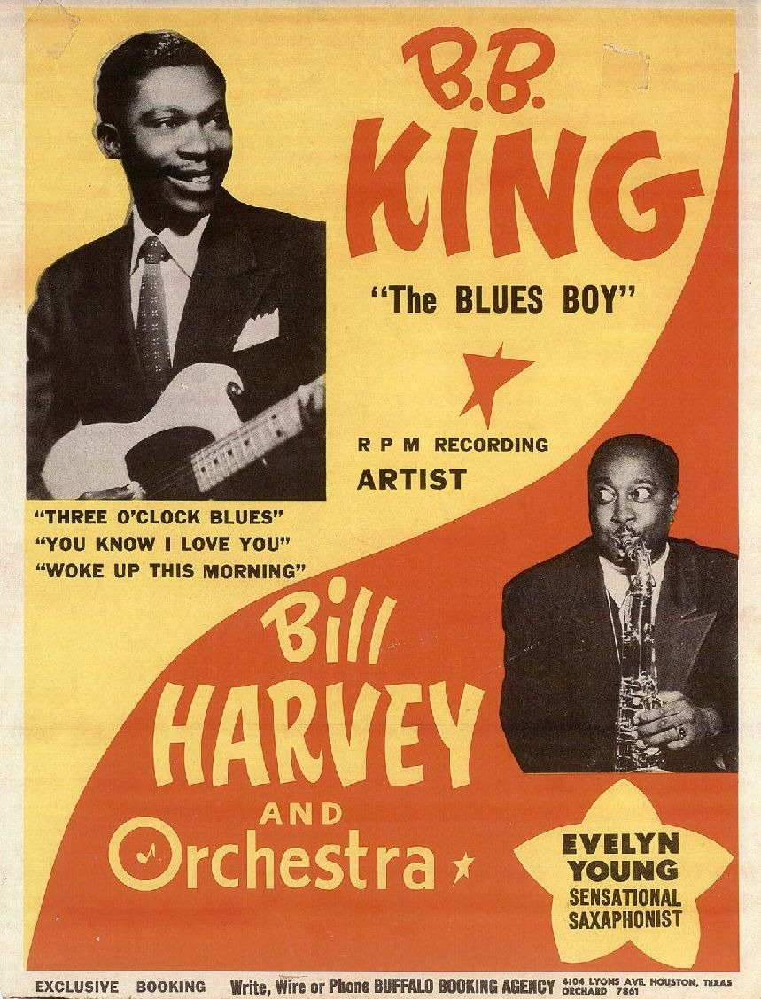 B.B.
KING
"The BLUES BOY"
R P M RECORDING
ARTIST
"THREE O'CLOCK BLUES"
"YOU KNOW I LOVE YOU"
"WOKE UP THIS MORNING"
Bill
HARVEY
AND
Orchestra
EVELYN
YOUNG
SENSATIONAL
SAXAPHONIST
EXCLUSIVE BOOKING Write, Wire or Phone BUFFALO BOOKING AGENCY 4104 LYONS AVE. HOUSTON, TEXAS
ORCHARD 7861